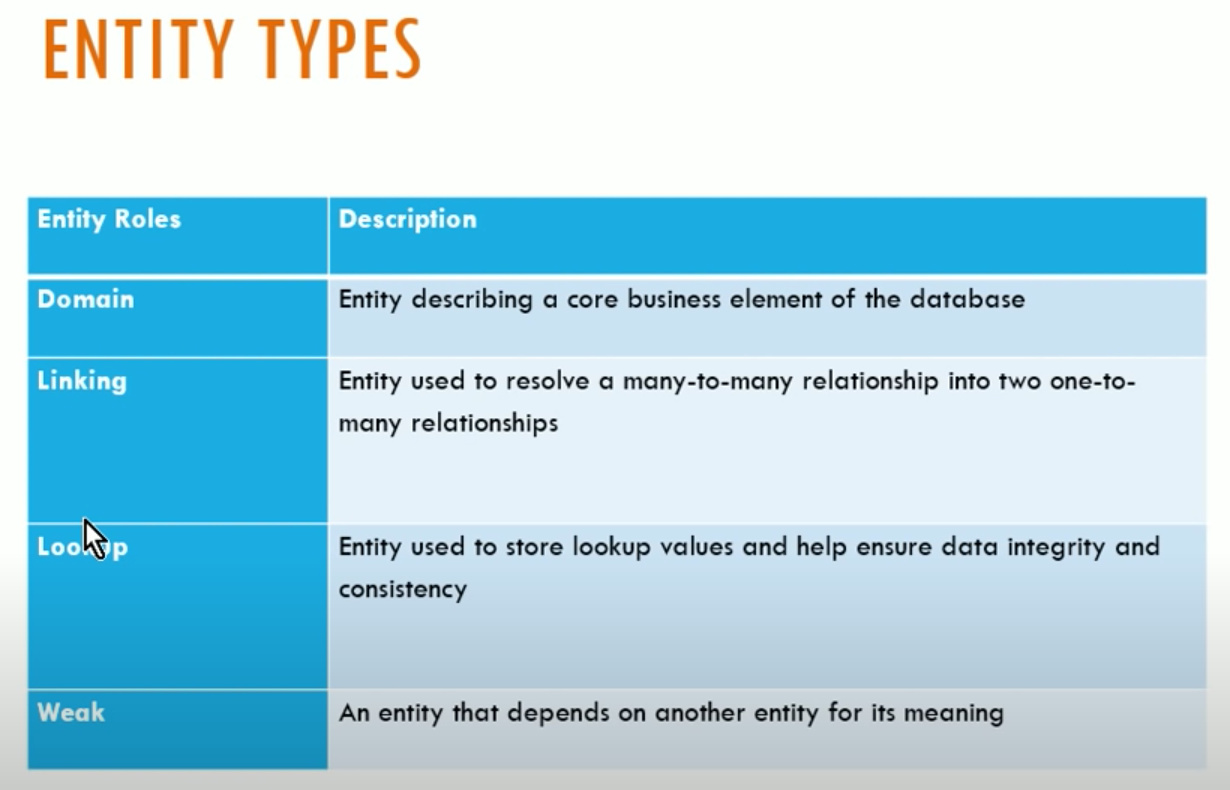 ENTITY TYPES
Entity Roles
Description
Domain
Entity describing a core business element of the database
Linking
Entity used to resolve a many-to-many relationship into two one-to-
many relationships
Entity used to store lookup values and help ensure data integrity and
consistency
Weak
An entity that depends on another entity for its meaning